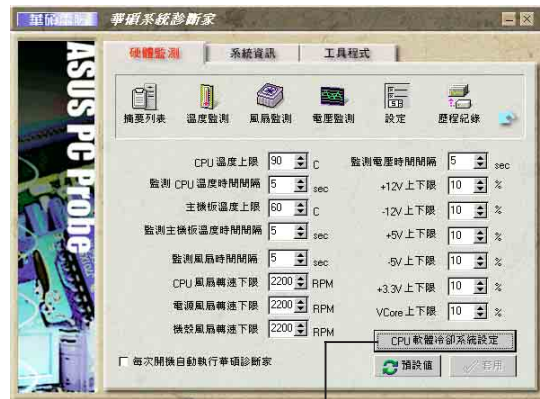 華碩系統診斷家
ASUS PC Probe
硬體監測 系統資訊 工具程式
摘要列表 溫度監測 風扇監測 電壓監測 設定 歷程紀錄
CPU 溫度上限 90 C 監測電壓時間間隔 5 sec
監測 CPU 溫度時間間隔 5 sec +12V 上下限 10 %
主機板溫度上限 60 C -12V 上下限 10 %
監測主機板溫度時間間隔 5 sec +5V 上下限 10 %
監測風扇時間間隔 5 sec -5V 上下限 10 %
CPU 風扇轉速下限 2200 RPM +3.3V 上下限 10 %
電源風扇轉速下限 2200 RPM VCore 上下限 10 %
機殼風扇轉速下限 2200 RPM CPU 軟體冷卻系統設定
每次開機自動執行華碩診斷家 預設值 套用